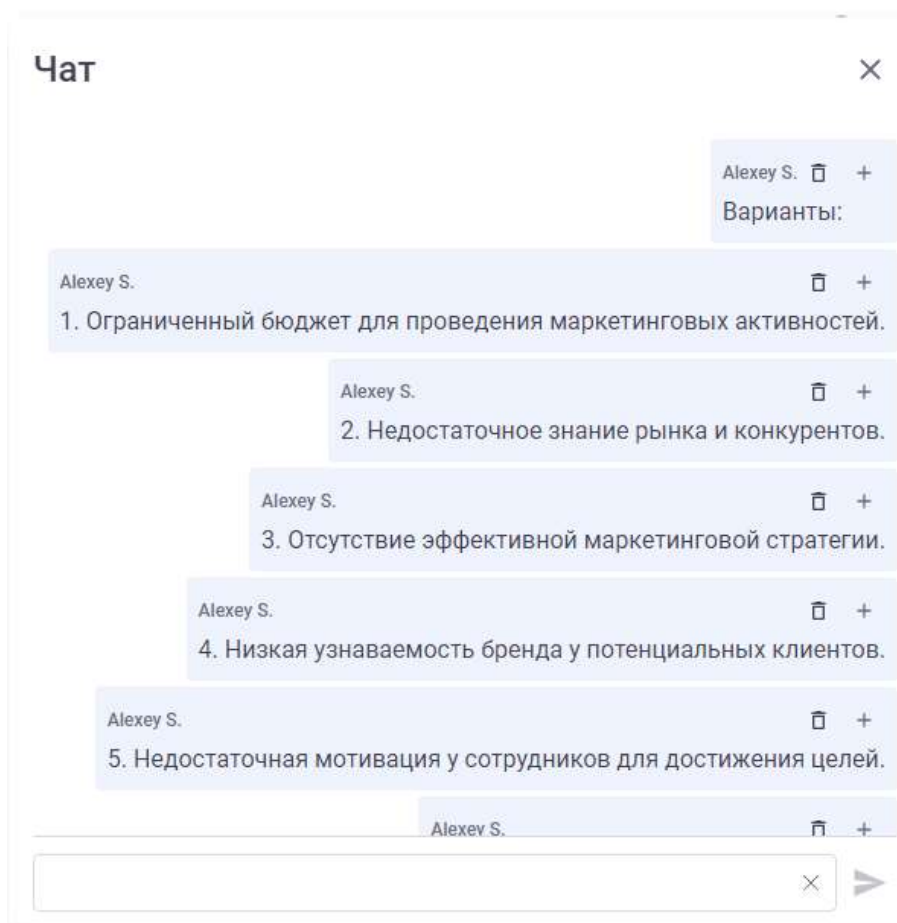 Чат
Alexey S.
Варианты:
Alexey S.
1. Ограниченный бюджет для проведения маркетинговых активностей.
Alexey S.
2. Недостаточное знание рынка и конкурентов.
Alexey S.
3. Отсутствие эффективной маркетинговой стратегии.
Alexey S.
4. Низкая узнаваемость бренда у потенциальных клиентов.
Alexey S.
5. Недостаточная мотивация у сотрудников для достижения целей.
Alexey S.